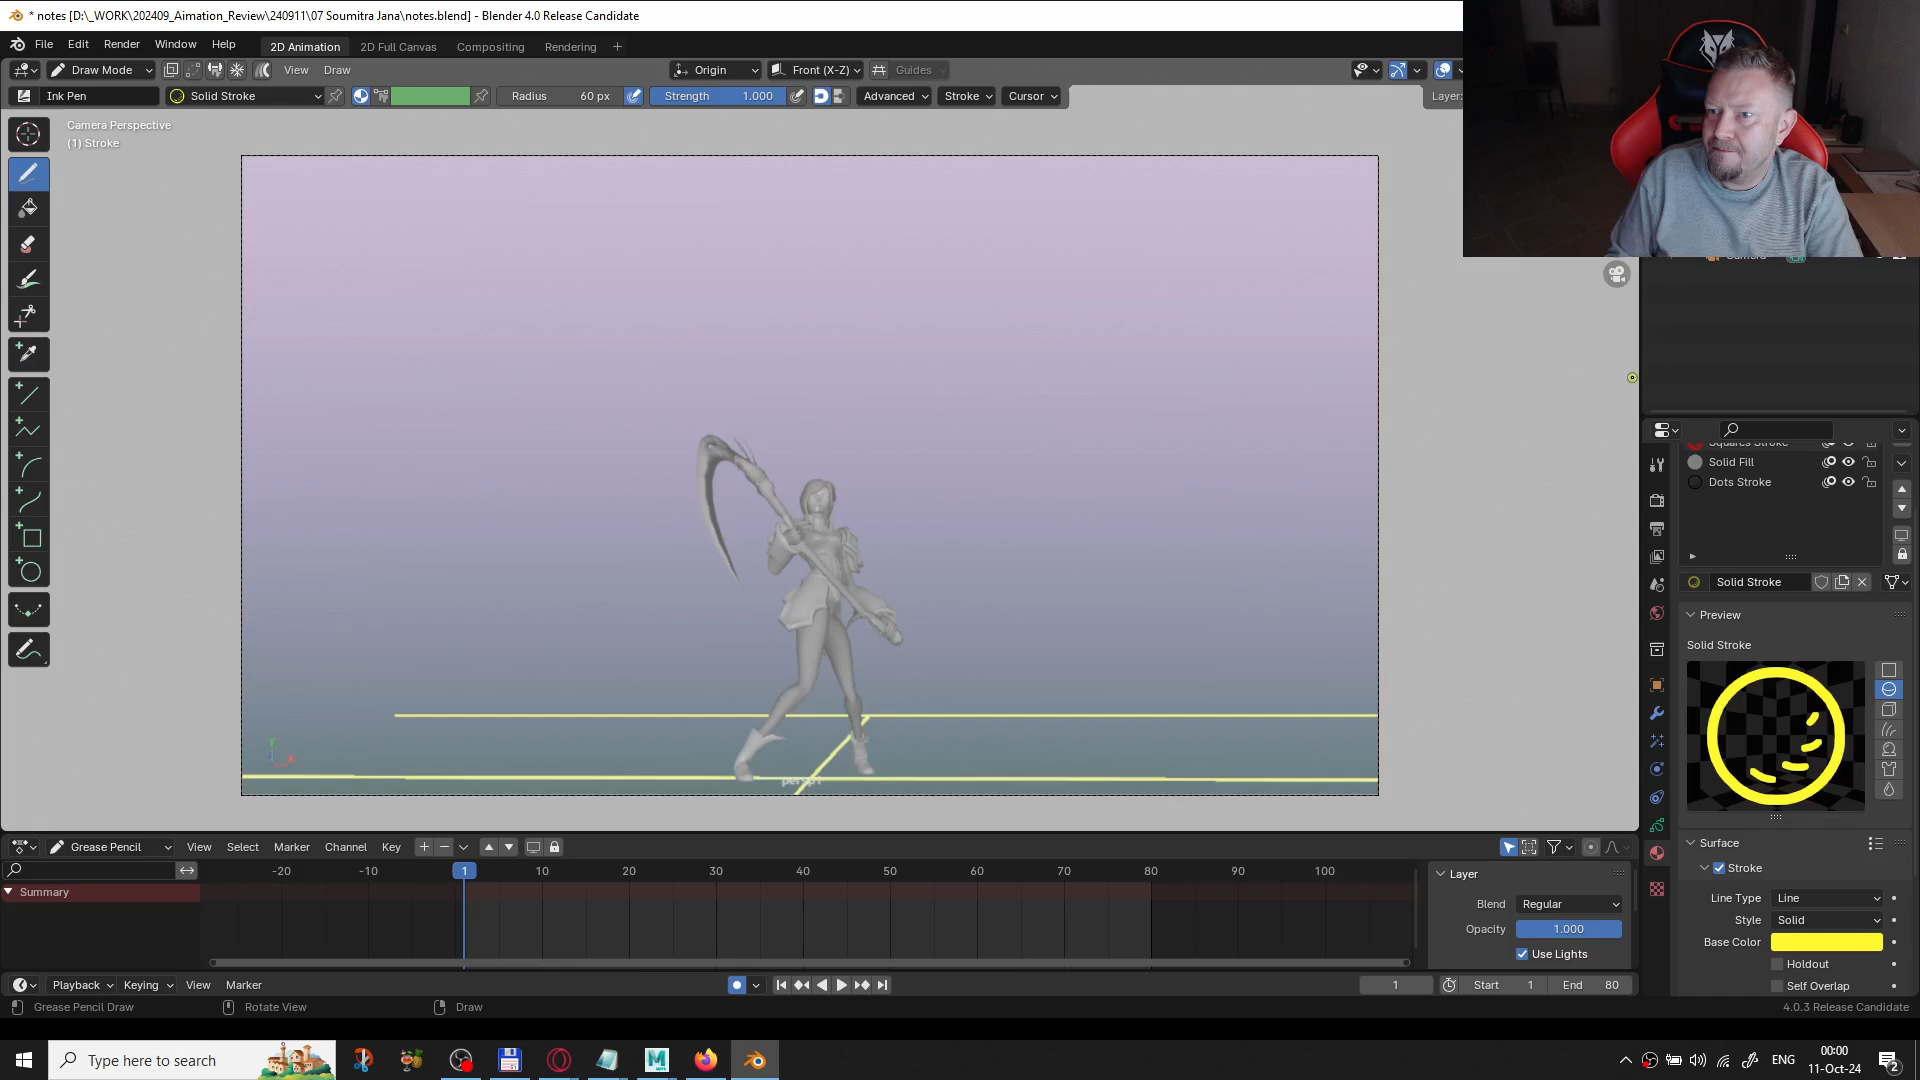 * notes [D:\_WORK\202409_Aimation_Review\240911\07 Soumitra Jana\notes.blend] - Blender 4.0 Release Candidate
File Edit Render Window Help 2D Animation 2D Full Canvas Compositing Rendering
Draw Mode View Draw Origin Front (X-Z) Guides
Ink Pen Solid Stroke Radius 60 px Strength 1.000 Advanced Stroke Cursor Layer:
Camera Perspective
(1) Stroke
Camera
Squares Stroke
Solid Fill
Dots Stroke
Solid Stroke
Preview
Solid Stroke
persp1
Surface
Stroke
Line Type Line
Style Solid
Base Color
Holdout
Self Overlap
Grease Pencil View Select Marker Channel Key
-20 -10 1 10 20 30 40 50 60 70 80 90 100
Summary
Layer
Blend Regular
Opacity 1.000
Use Lights
Playback Keying View Marker 1 Start 1 End 80
Grease Pencil Draw Rotate View Draw 4.0.3 Release Candidate
Type here to search ENG 00:00
11-Oct-24 2